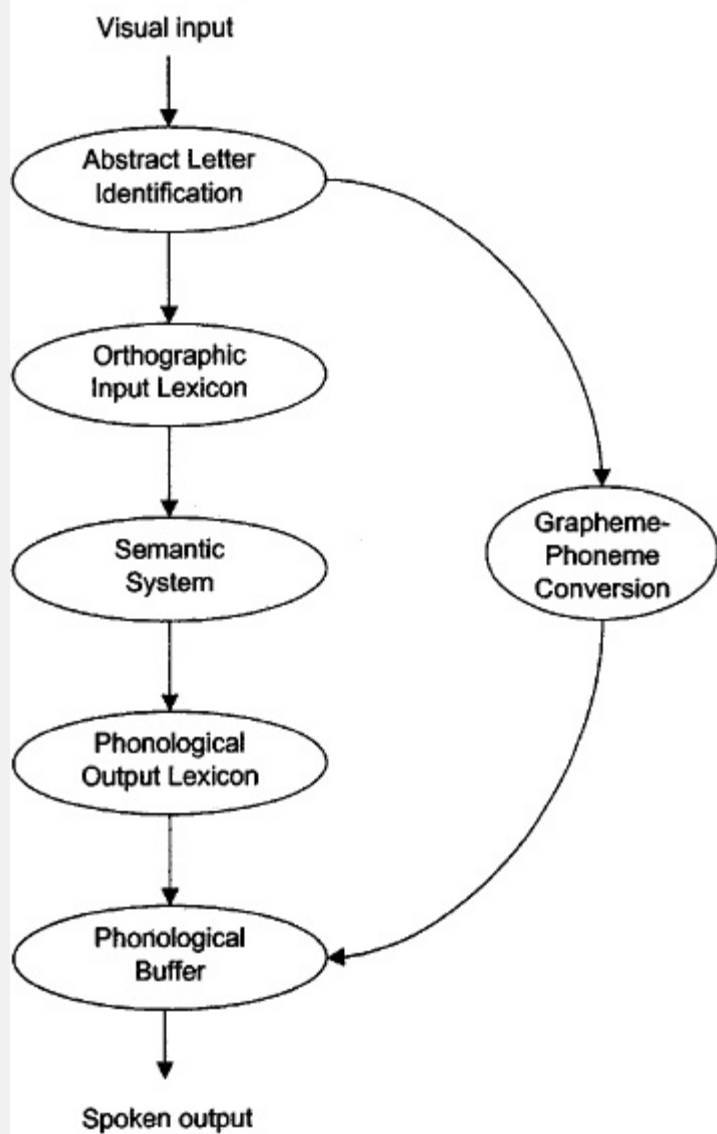 Visual input
Abstract Letter
Identification
Orthographic
Input Lexicon
Semantic
System
Grapheme-
Phoneme
Conversion
Phonological
Output Lexicon
Phonological
Buffer
Spoken output